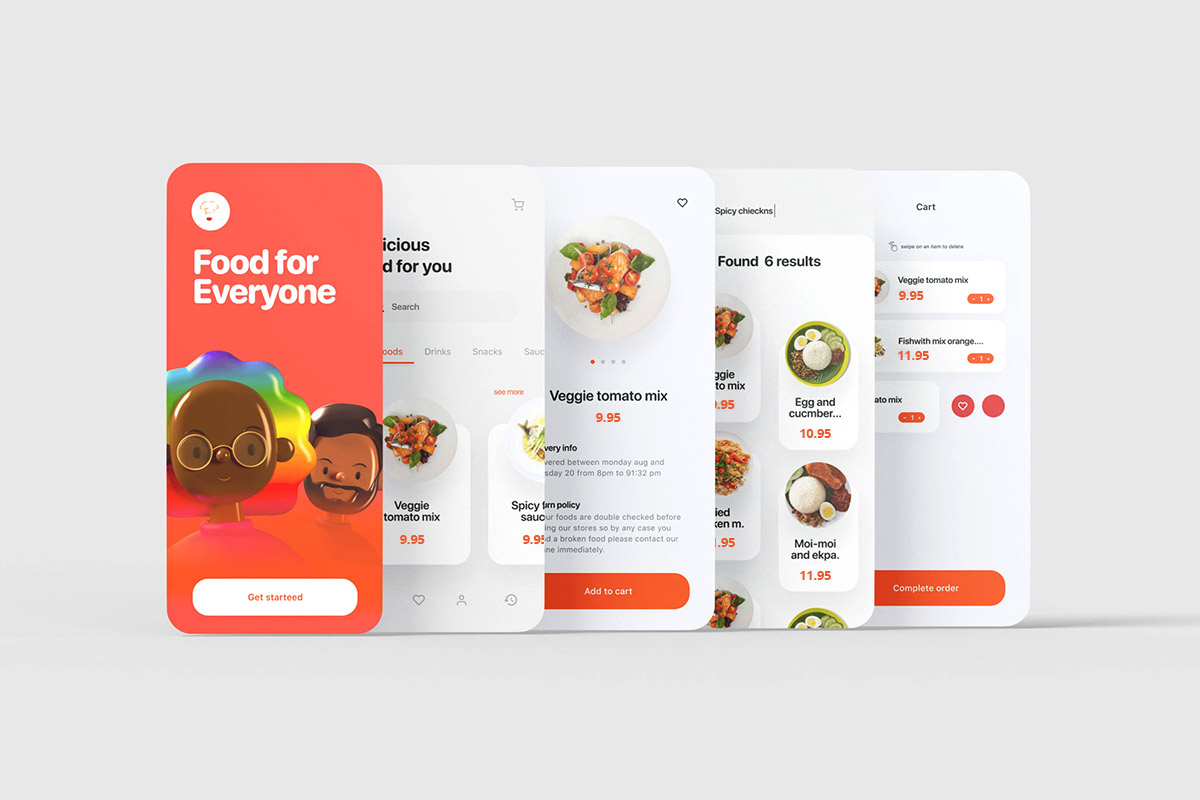 Food for
Everyone
Get starteed
icious
d for you
Search
oods
Drinks
Snacks
Sauc
see more
Veggie
tomato mix
9.95
Spicy
sauc
9.95
Veggie tomato mix
9.95
very info
vered between monday aug and
sday 20 from 8pm to 91:32 pm
urn policy
ur foods are double checked before
ing our stores so by any case you
d a broken food please contact our
ine immediately.
Add to cart
Spicy chieckns
Found 6 results
ggie
to mix
9.95
Egg and
cucmber...
10.95
ied
ken m.
.95
Moi-moi
and ekpa.
11.95
Cart
swipe on an item to delete
Veggie tomato mix
9.95
- 1 +
Fishwith mix orange....
11.95
- 1 +
ato mix
- 1 +
Complete order